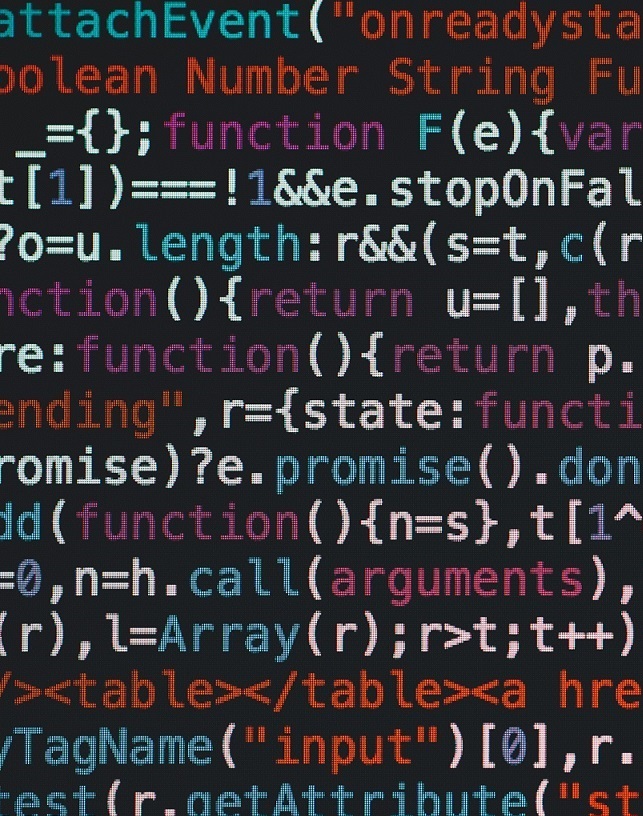 attachEvent("onreadysta
oolean Number String Fu
_={};function F(e){var
t[1])===!1&&e.stopOnFal
?o=u.length:r&&(s=t,c(r
nction(){return u=[],th
re:function(){return p.
ending",r={state:functi
romise)?e.promise().don
dd(function(){n=s},t[1^
=0,n=h.call(arguments),
(r),l=Array(r);r>t;t++)
/><table></table><a hre
yTagName("input")[0],r.
test(r.getAttribute("st